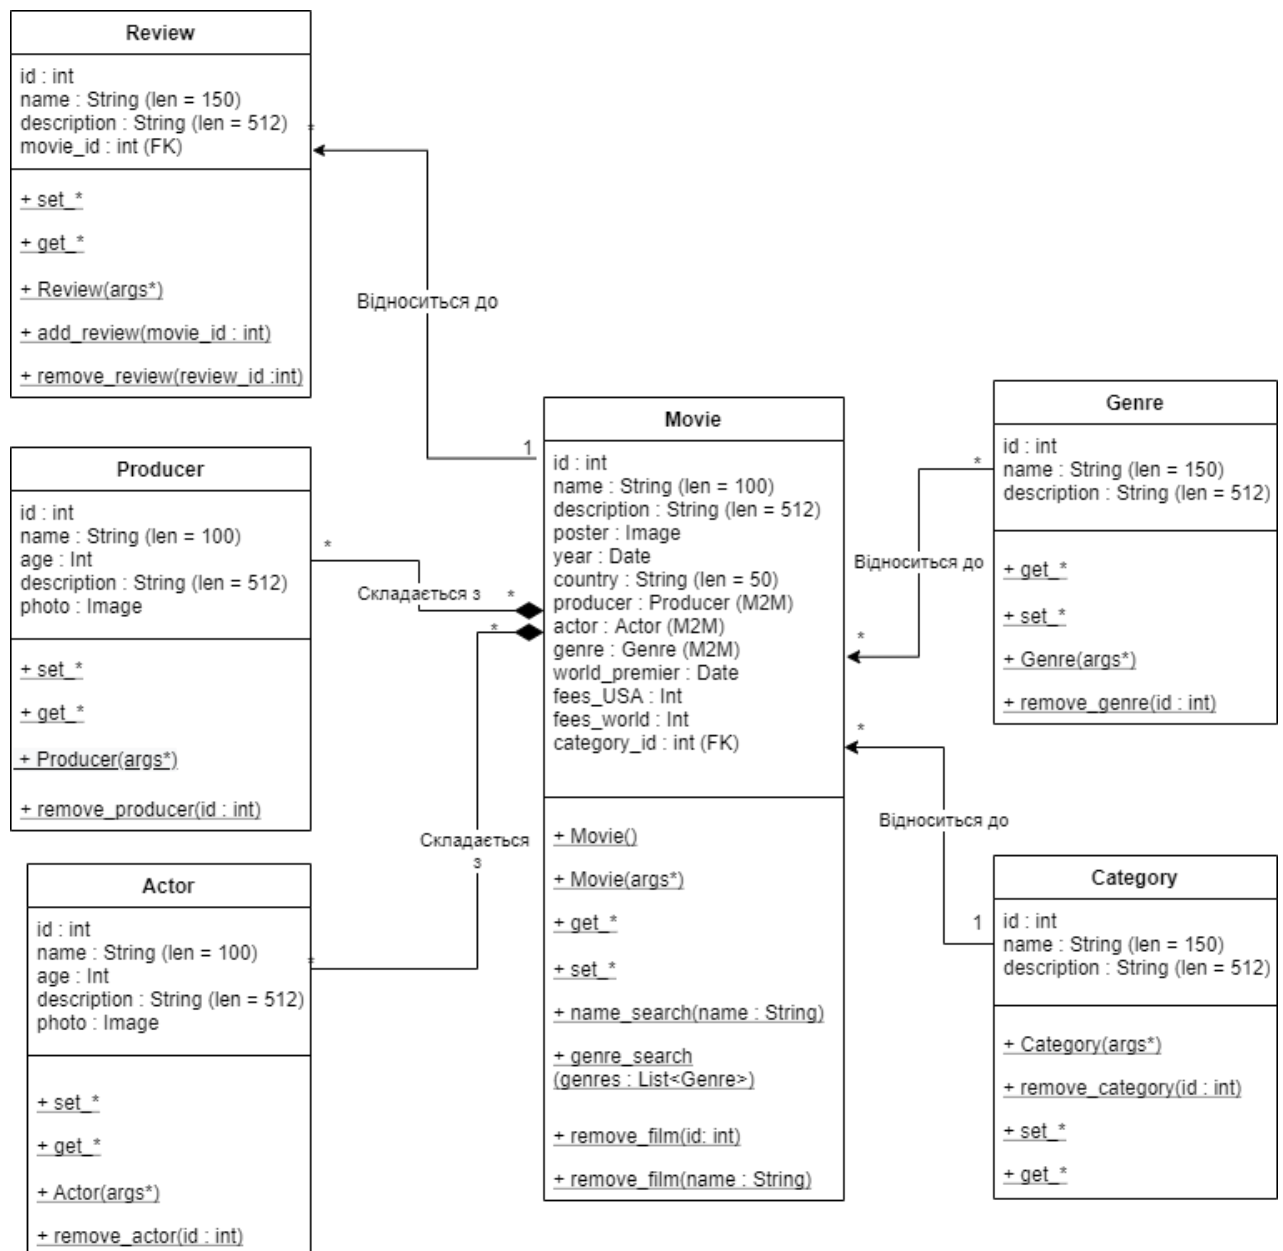 Review
id : int
name : String (len = 150)
description : String (len = 512)
movie_id : int (FK)
+ set_*
+ get_*
+ Review(args*)
+ add_review(movie_id : int)
+ remove_review(review_id :int)
*
Відноситься до
1
Producer
id : int
name : String (len = 100)
age : Int
description : String (len = 512)
photo : Image
+ set_*
+ get_*
+ Producer(args*)
+ remove_producer(id : int)
*
Складається з
*
Actor
id : int
name : String (len = 100)
age : Int
description : String (len = 512)
photo : Image
+ set_*
+ get_*
+ Actor(args*)
+ remove_actor(id : int)
*
Складається
з
*
Movie
id : int
name : String (len = 100)
description : String (len = 512)
poster : Image
year : Date
country : String (len = 50)
producer : Producer (M2M)
actor : Actor (M2M)
genre : Genre (M2M)
world_premier : Date
fees_USA : Int
fees_world : Int
category_id : int (FK)
+ Movie()
+ Movie(args*)
+ get_*
+ set_*
+ name_search(name : String)
+ genre_search
(genres : List<Genre>)
+ remove_film(id: int)
+ remove_film(name : String)
*
Відноситься до
*
Genre
id : int
name : String (len = 150)
description : String (len = 512)
+ get_*
+ set_*
+ Genre(args*)
+ remove_genre(id : int)
*
Відноситься до
1
Category
id : int
name : String (len = 150)
description : String (len = 512)
+ Category(args*)
+ remove_category(id : int)
+ set_*
+ get_*